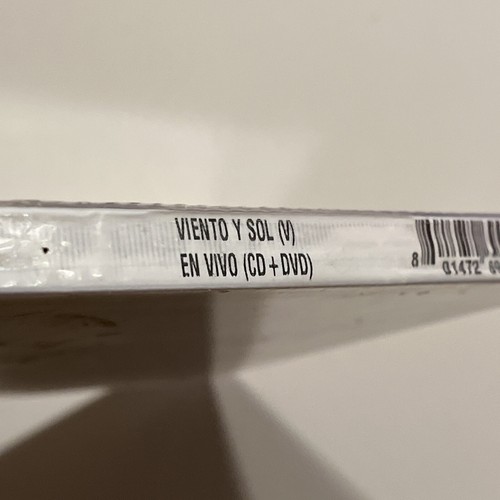 VIENTO Y SOL (V)
EN VIVO (CD+DVD)
8 01472